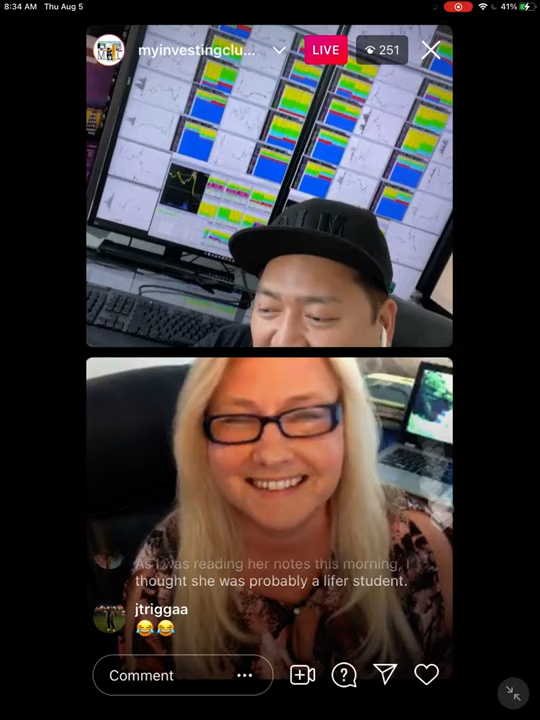 8:34 AM Thu Aug 5
41%
myinvestingclu...
LIVE
251
As I was reading her notes this morning, I
thought she was probably a lifer student.
jtriggaa
😂😂
Comment